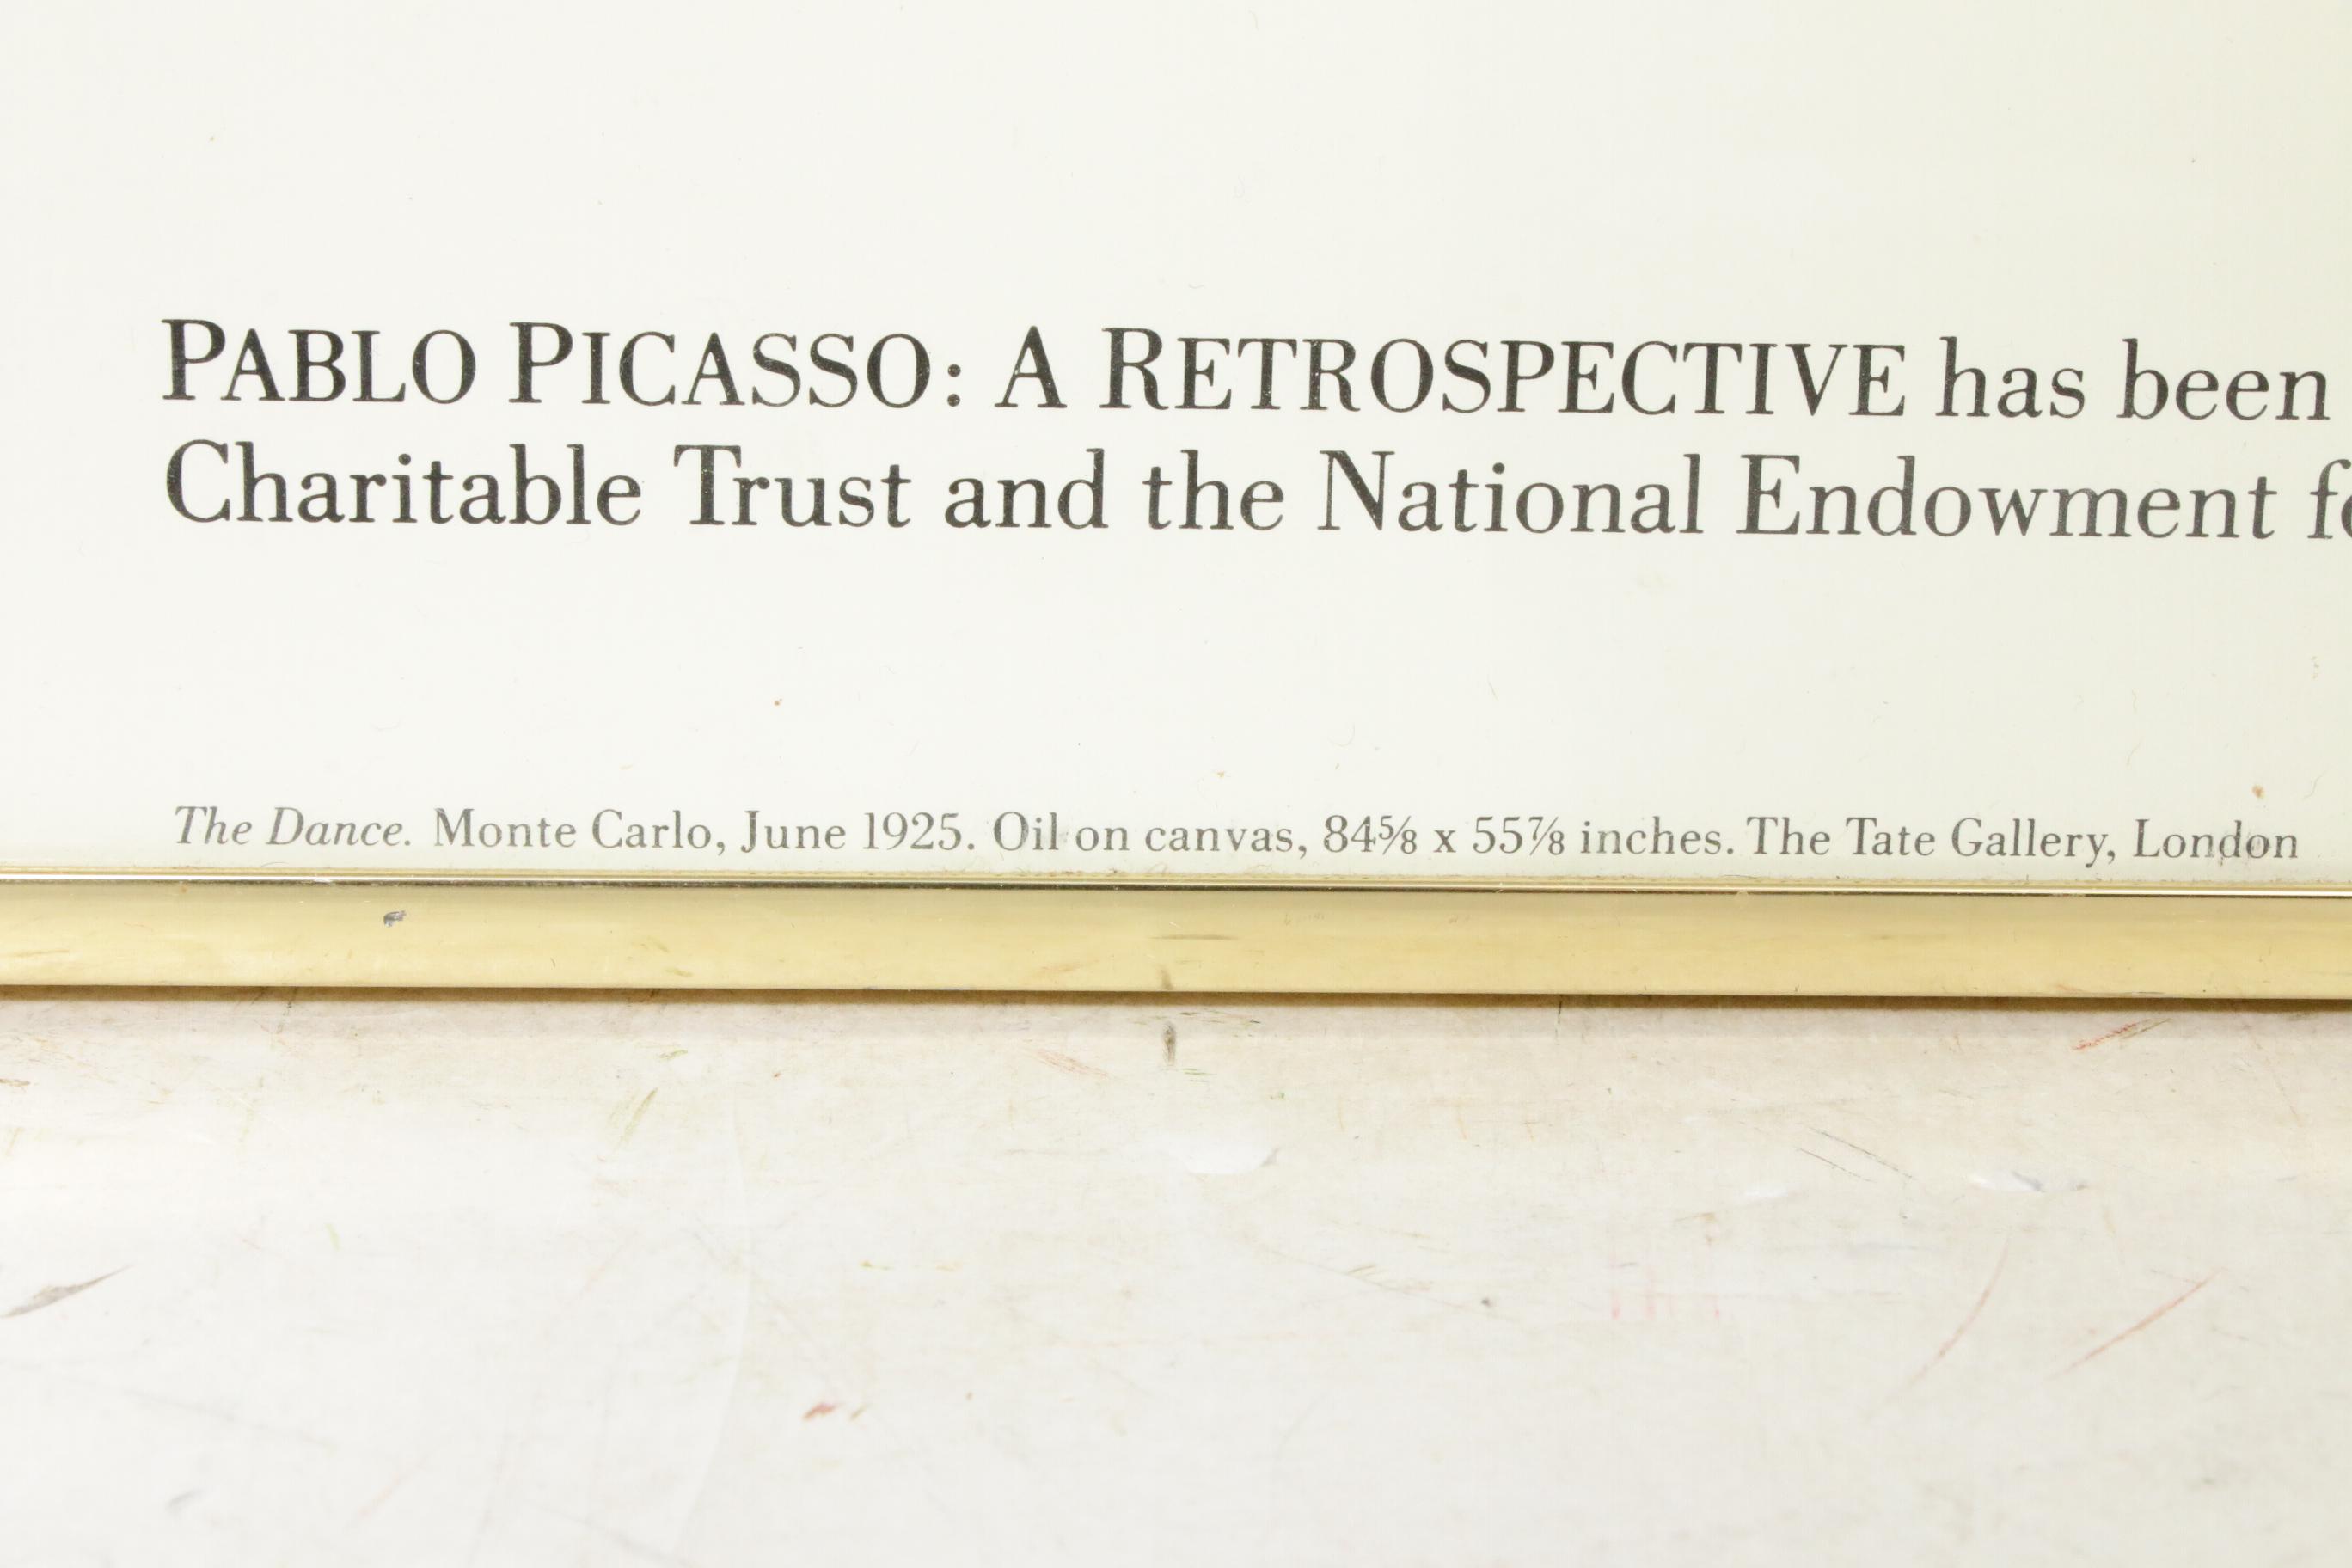 PABLO PICASSO: A RETROSPECTIVE has been
Charitable Trust and the National Endowment
The Dance. Monte Carlo, June 1925. Oil on canvas, 84⅝ x 55⅞ inches. The Tate Gallery, London